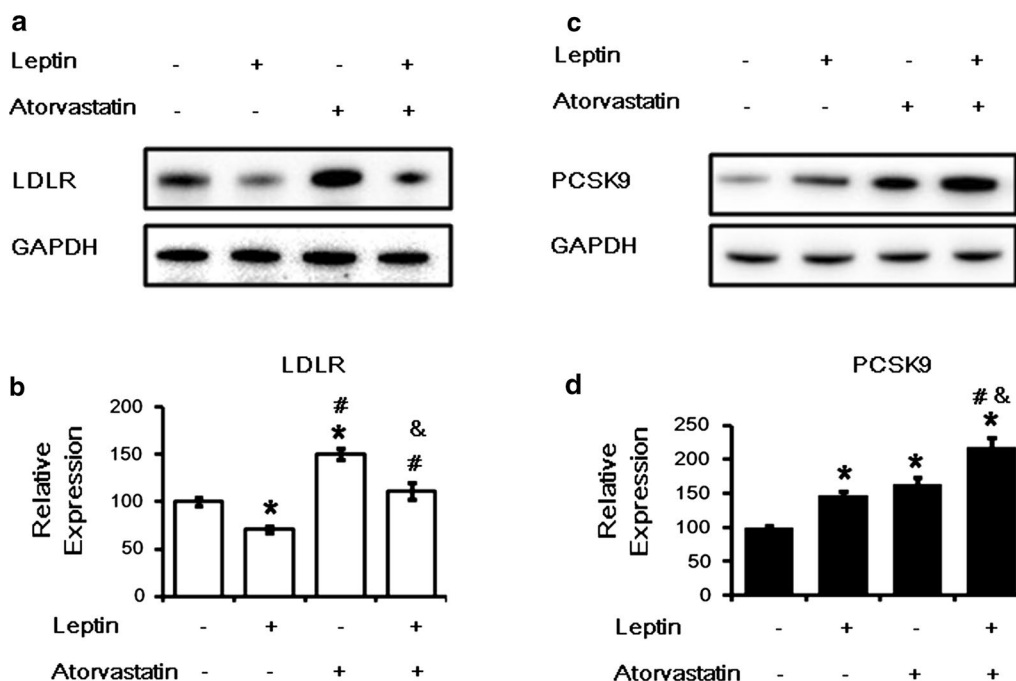 a
Leptin - + - +
Atorvastatin - - + +
LDLR
GAPDH
b
LDLR
Relative Expression
200
150
100
50
0
*
#
*
&
#
Leptin - + - +
Atorvastatin - - + +
c
Leptin - + - +
Atorvastatin - - + +
PCSK9
GAPDH
d
PCSK9
Relative Expression
250
200
150
100
50
0
*
*
# &
*
Leptin - + - +
Atorvastatin - - + +